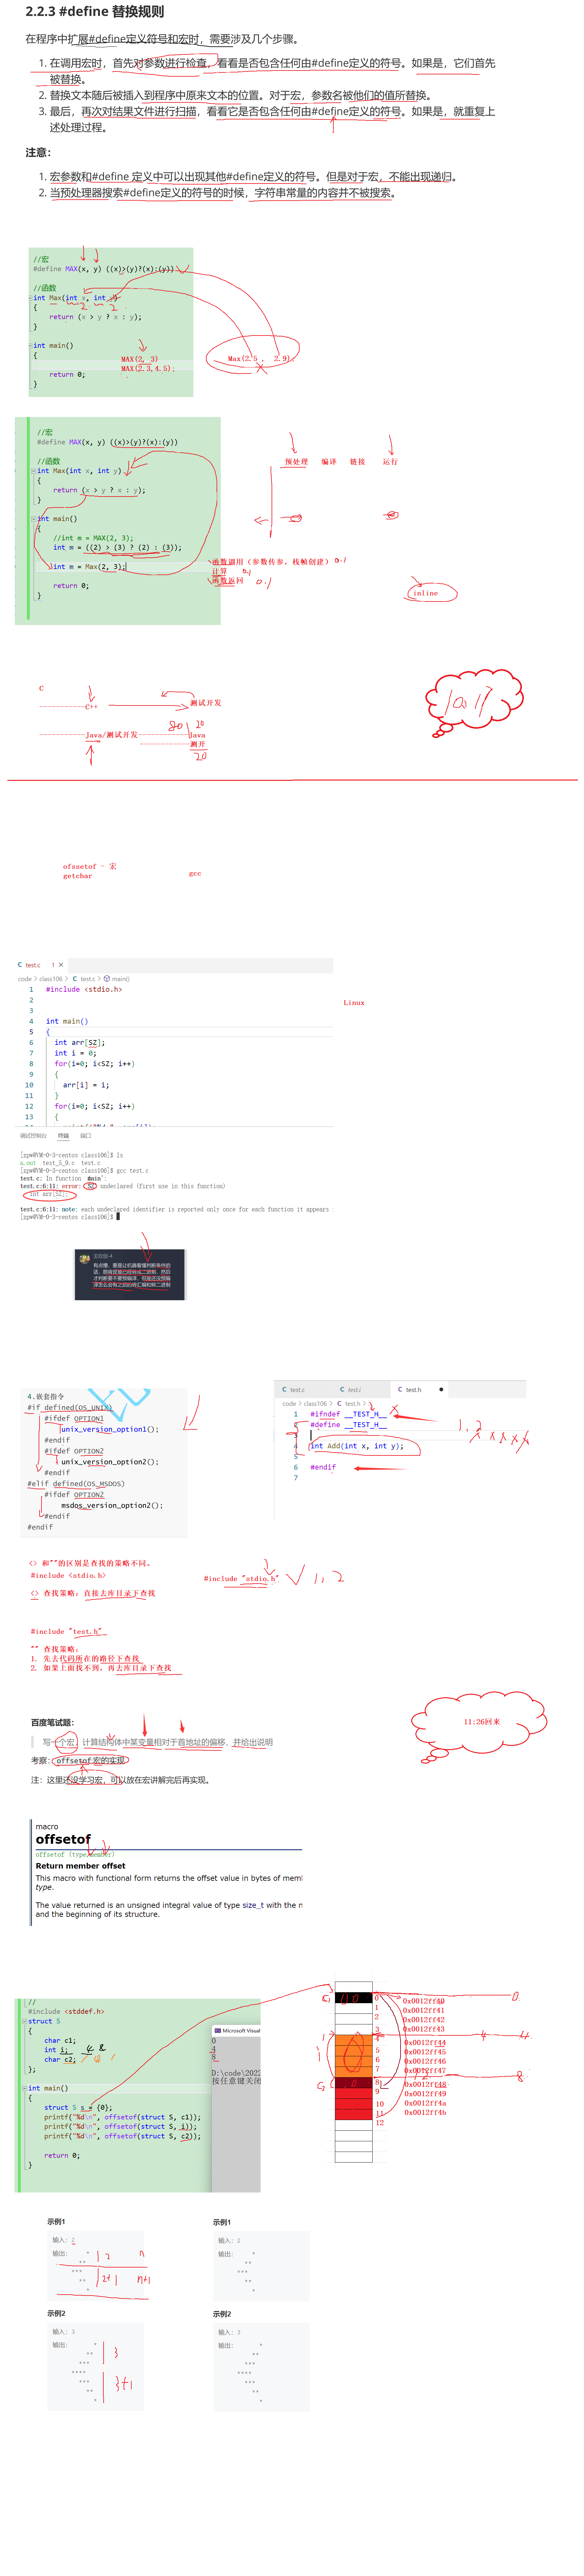 2.2.3 #define 替换规则
在程序中扩展#define定义符号和宏时，需要涉及几个步骤。
1. 在调用宏时，首先对参数进行检查，看看是否包含任何由#define定义的符号。如果是，它们首先
被替换。
2. 替换文本随后被插入到程序中原来文本的位置。对于宏，参数名被他们的值所替换。
3. 最后，再次对结果文件进行扫描，看看它是否包含任何由#define定义的符号。如果是，就重复上
述处理过程。
注意：
1. 宏参数和#define 定义中可以出现其他#define定义的符号。但是对于宏，不能出现递归。
2. 当预处理器搜索#define定义的符号的时候，字符串常量的内容并不被搜索。
//宏
#define MAX(x, y) ((x)>(y)?(x):(y))
//函数
int Max(int x, int y)
2 2
{
return (x > y ? x : y);
}
int main()
{
MAX(2, 3)
MAX(2.3,4.5);
Max(2.5 , 2.9);
return 0;
}
//宏
#define MAX(x, y) ((x)>(y)?(x):(y))
//函数
int Max(int x, int y)
{
return (x > y ? x : y);
}
int main()
{
//int m = MAX(2, 3);
int m = ((2) > (3) ? (2) : (3));
int m = Max(2, 3);
return 0;
}
预处理 编译 链接 运行
函数调用（参数传参，栈帧创建） 0.1
计算 0.1
函数返回 0.1
inline
C
-----------C++ 测试开发
-----------Java/测试开发------------Java
80 20
------------测开
20
10:17
ofssetof - 宏
getchar
gcc
C test.c 1 ×
code > class106 > C test.c > main()
1 #include <stdio.h>
2
3
4 int main()
5 {
6 int arr[SZ];
7 int i = 0;
8 for(i=0; i<SZ; i++)
9 {
10 arr[i] = i;
11 }
12 for(i=0; i<SZ; i++)
13 {
Linux
调试控制台 终端 端口
[zpw@VM-0-3-centos class106]$ ls
a.out test_5_9.c test.c
[zpw@VM-0-3-centos class106]$ gcc test.c
test.c: In function 'main':
test.c:6:11: error: 'SZ' undeclared (first use in this function)
int arr[SZ];
test.c:6:11: note: each undeclared identifier is reported only once for each function it appears
[zpw@VM-0-3-centos class106]$
4.嵌套指令
#if defined(OS_UNIX)
#ifdef OPTION1
unix_version_option1();
#endif
#ifdef OPTION2
unix_version_option2();
#endif
#elif defined(OS_MSDOS)
#ifdef OPTION2
msdos_version_option2();
#endif
#endif
C test.c C test.i C test.h ●
code > class106 > C test.h >
1 #ifndef __TEST_H__
2 #define __TEST_H__
3
4 int Add(int x, int y);
5
6 #endif
7
1, 2
<> 和""的区别是查找的策略不同。
#include <stdio.h>
<> 查找策略：直接去库目录下查找
#include "stdio.h" 1, 2
#include "test.h"
"" 查找策略：
1. 先去代码所在的路径下查找
2. 如果上面找不到，再去库目录下查找
11:26回来
百度笔试题：
写一个宏，计算结构体中某变量相对于首地址的偏移，并给出说明
考察：offsetof 宏的实现
注：这里还没学习宏，可以放在宏讲解完后再实现。
macro
offsetof
offsetof (type,member)
Return member offset
This macro with functional form returns the offset value in bytes of
type.
The value returned is an unsigned integral value of type size_t with the
and the beginning of its structure.
//
#include <stddef.h>
struct S
{
char c1;
int i; 4 8
char c2;
};
int main()
{
struct S s = {0};
printf("%d\n", offsetof(struct S, c1));
printf("%d\n", offsetof(struct S, i));
printf("%d\n", offsetof(struct S, c2));
return 0;
}
Microsoft Visual
0
4
8
D:\code\2022
按任意键关闭
0 0x0012ff40 0
1 0x0012ff41
2 0x0012ff42
3 0x0012ff43
4 0x0012ff44 4 4
5 0x0012ff45
6 0x0012ff46
7 0x0012ff47
8 0x0012ff48 8
9 0x0012ff49
10 0x0012ff4a
11 0x0012ff4b
12
示例1
输入：2
输出： *
**
***
**
*
2 n
2+1 n+1
示例1
输入：2
输出： *
**
***
**
*
示例2
输入：3
输出： *
**
***
****
***
**
*
3
3+1
示例2
输入：3
输出： *
**
***
****
***
**
*